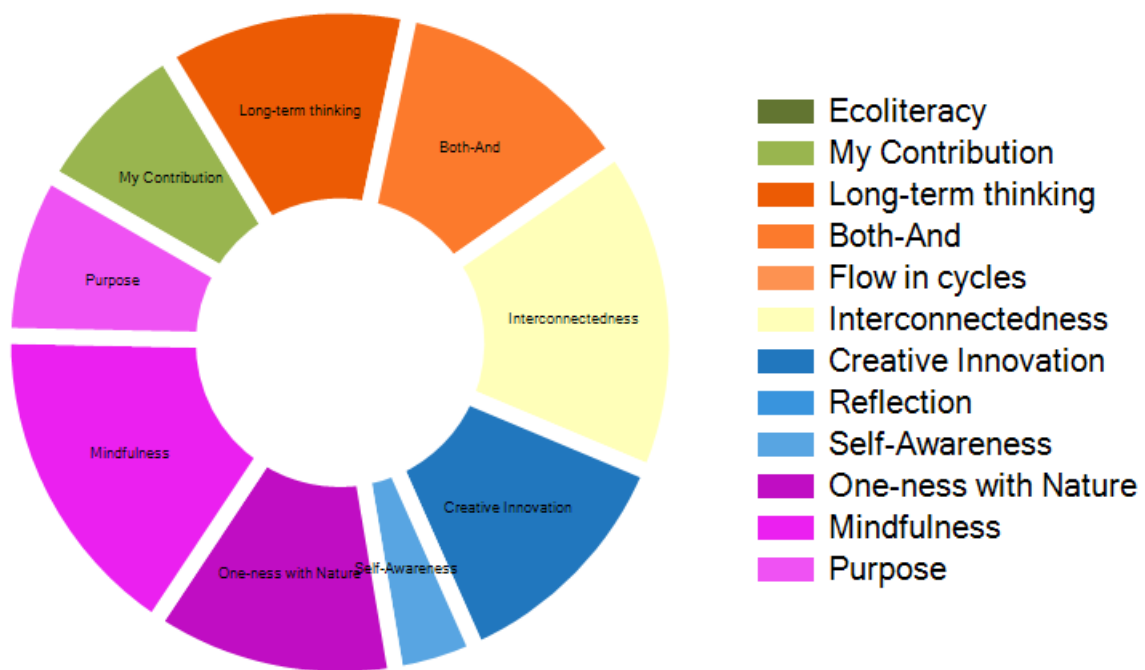 Long-term thinking
Both-And
My Contribution
Purpose
Interconnectedness
Mindfulness
Creative Innovation
One-ness with Nature
Self-Awareness
Ecoliteracy
My Contribution
Long-term thinking
Both-And
Flow in cycles
Interconnectedness
Creative Innovation
Reflection
Self-Awareness
One-ness with Nature
Mindfulness
Purpose